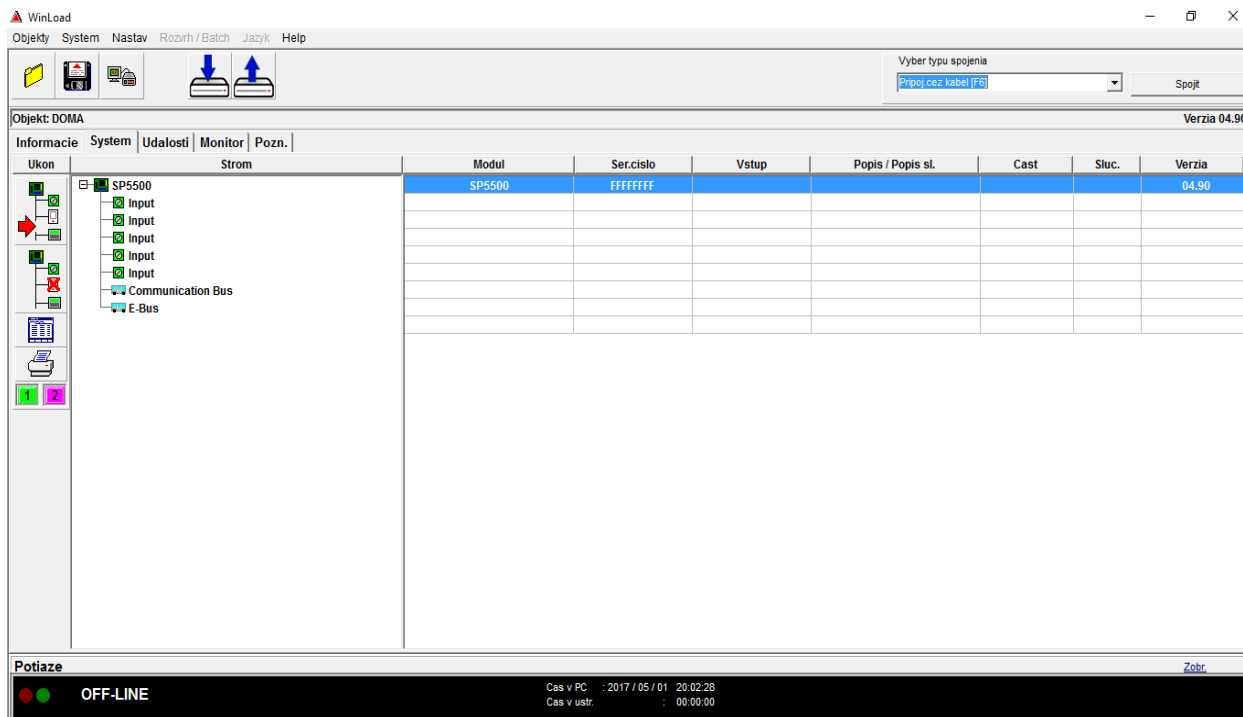 WinLoad
Objekty System Nastav Rozvrh / Batch Jazyk Help
Vyber typu spojenia
Pripoj.cez kabel [F6]
Spojit
Objekt: DOMA
Verzia 04.90
Informacie System Udalosti Monitor Pozn.
Ukon Strom Modul Ser.cislo Vstup Popis / Popis sl. Cast Sluc. Verzia
SP5500 SP5500 FFFFFFFF 04.90
Input
Input
Input
Input
Input
Communication Bus
E-Bus
1 2
Potiaze
Zobr.
OFF-LINE
Cas v PC : 2017 / 05 / 01 20:02:28
Cas v ustr. : 00:00:00